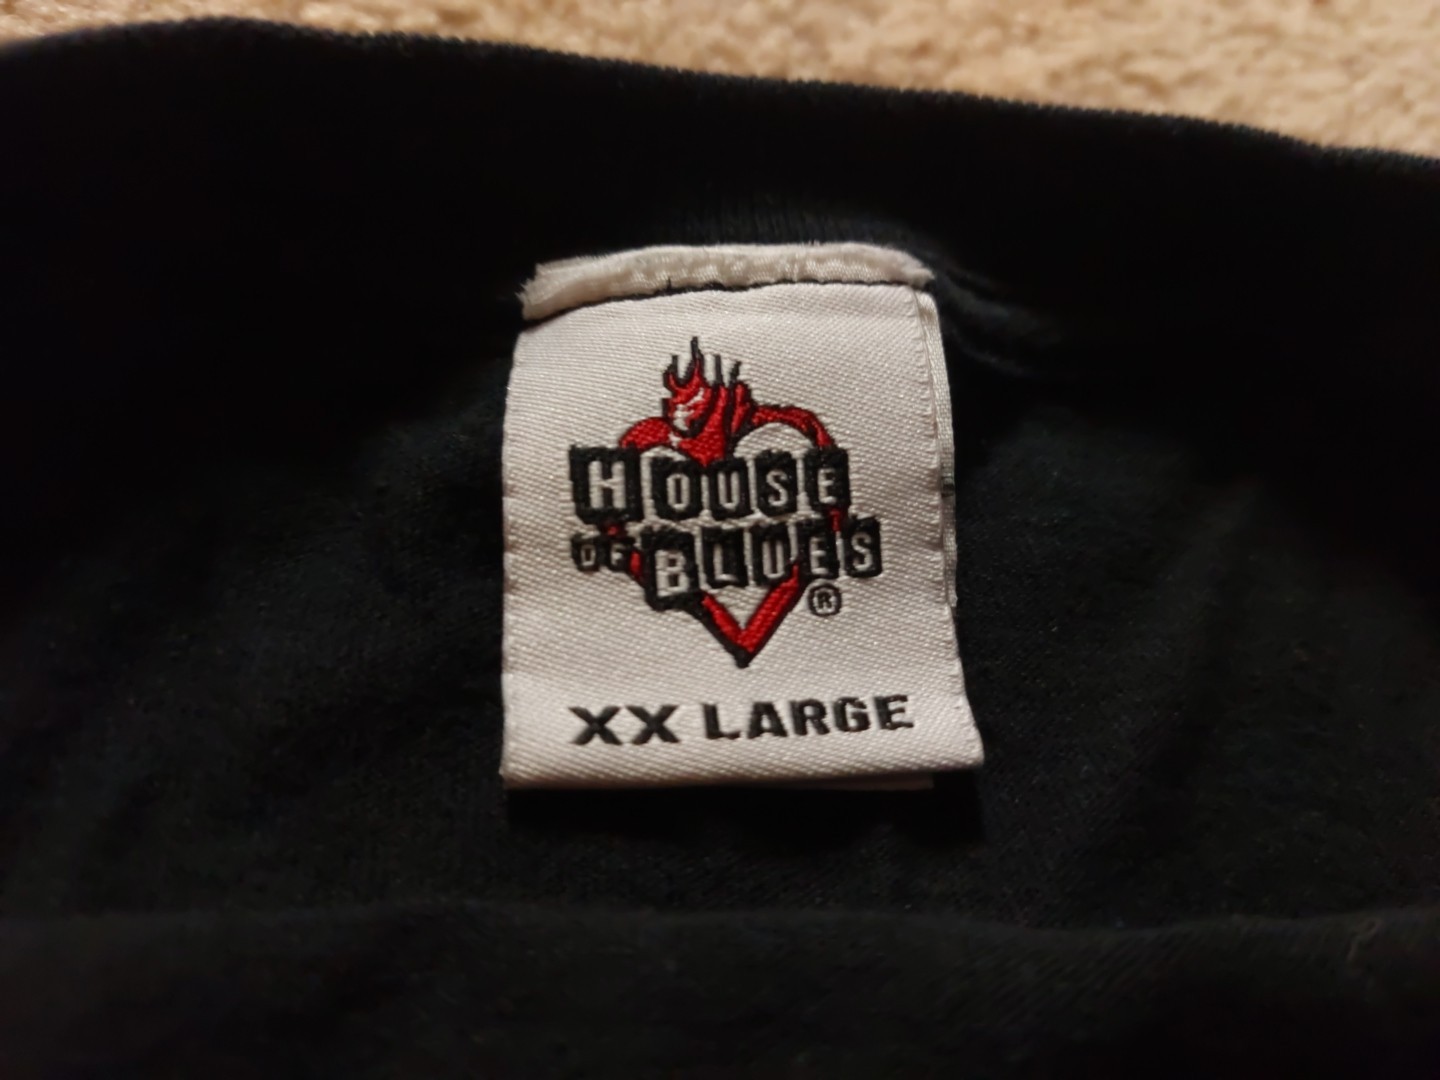 HOUSE
OF BLUES
®
XX LARGE